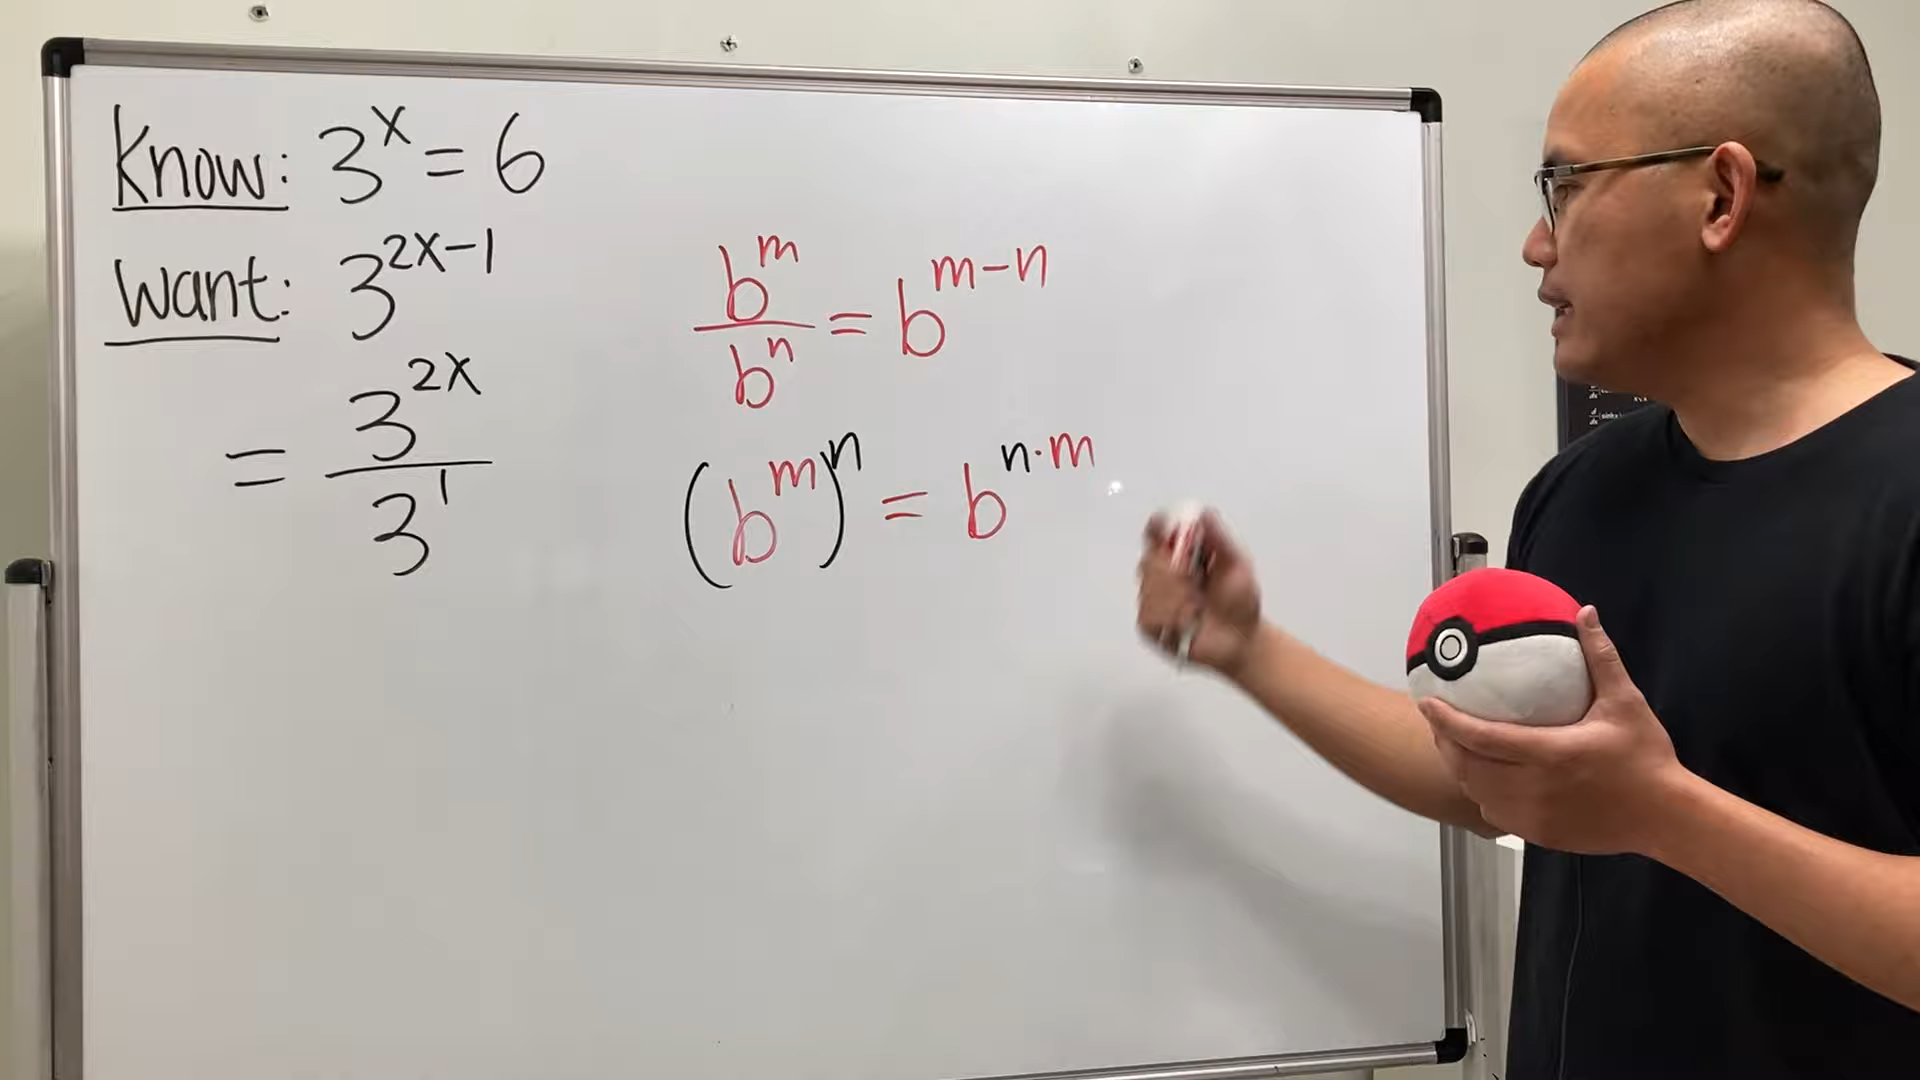 Know: 3^x = 6
Want: 3^(2x-1)
= 3^(2x) / 3^1
b^m / b^n = b^(m-n)
(b^m)^n = b^(n·m)